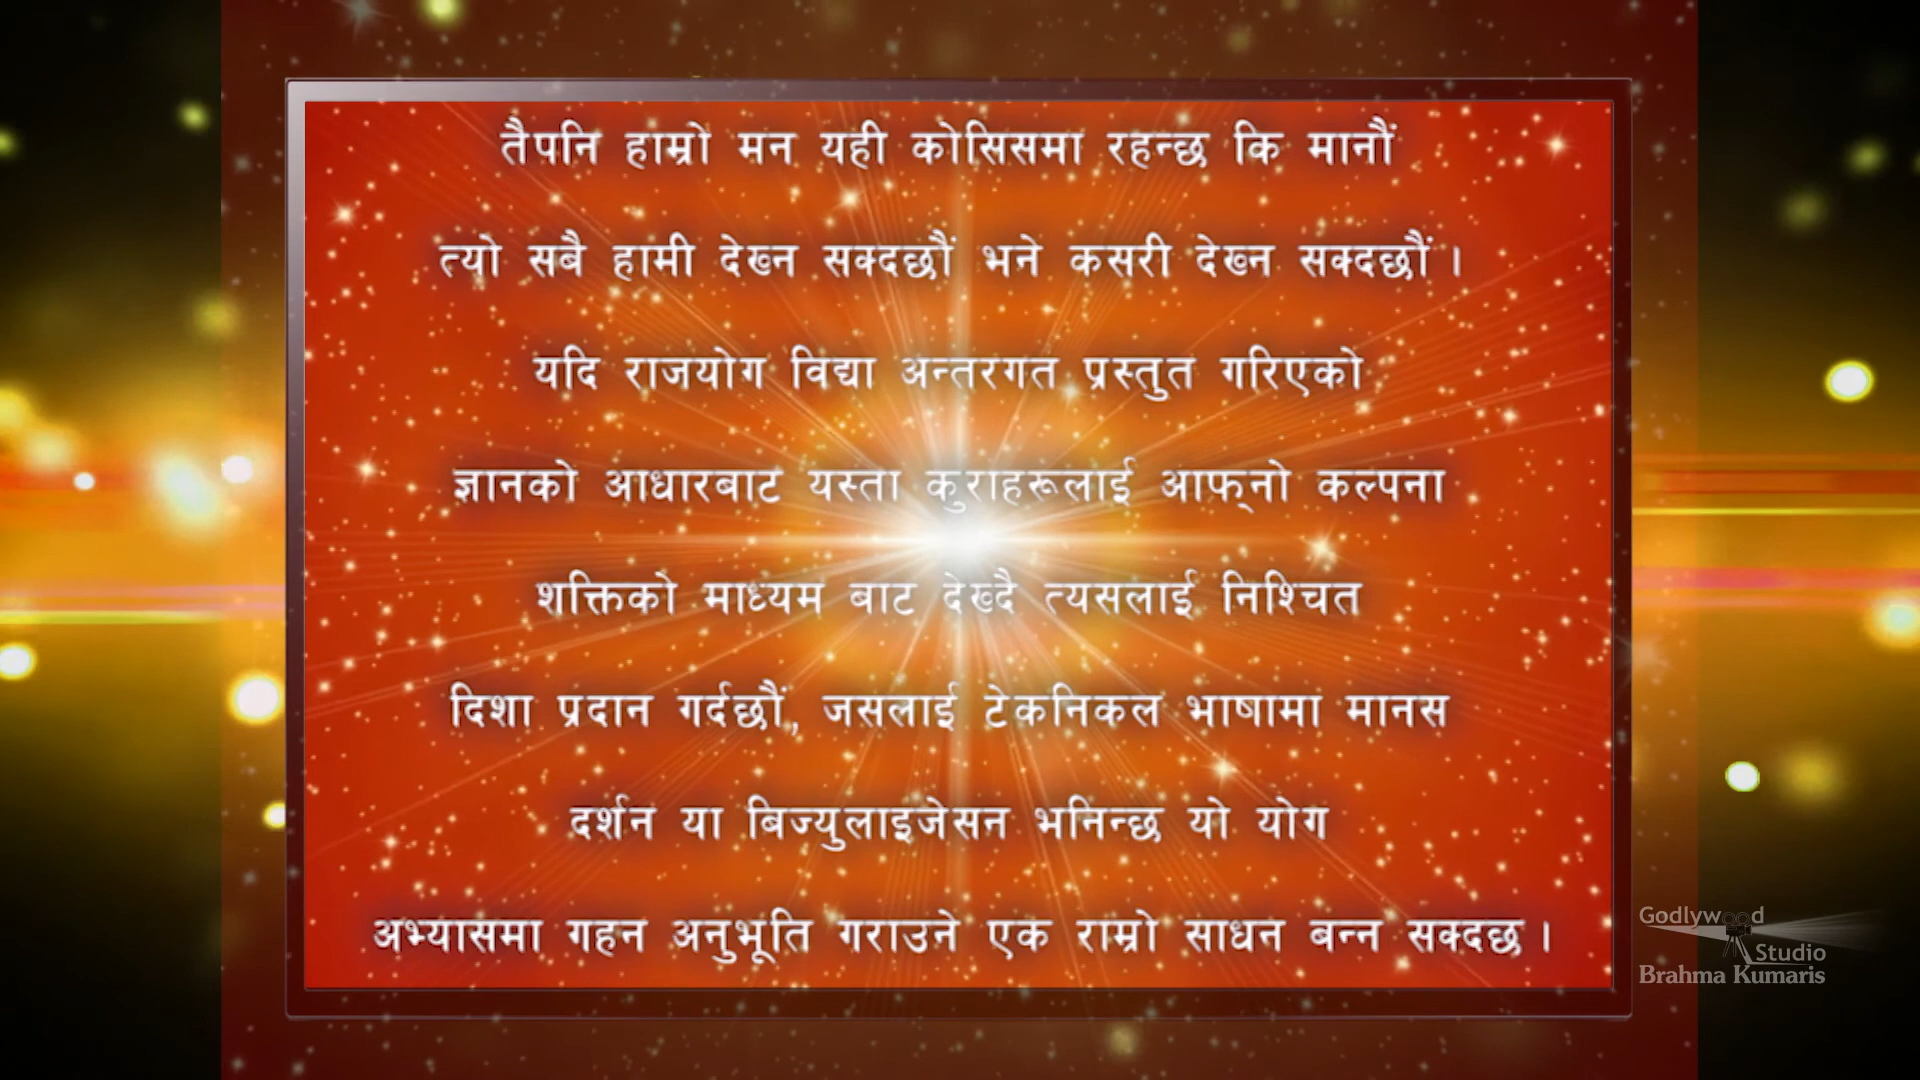 तैपनि हाम्रो मन यही कोसिसमा रहन्छ कि मानौं
त्यो सबै हामी देख्न सक्दछौं भने कसरी देख्न सक्दछौं ।
यदि राजयोग विद्या अन्तरगत प्रस्तुत गरिएको
ज्ञानको आधारबाट यस्ता कुराहरूलाई आफ्‌नो कल्पना
शक्तिको माध्यम बाट देख्दै त्यसलाई निश्चित
दिशा प्रदान गर्दछौं, जसलाई टेकनिकल भाषामा मानस
दर्शन या बिज्युलाइजेसन भनिन्छ यो योग
अभ्यासमा गहन अनुभूति गराउने एक राम्रो साधन बन्न सक्दछ ।
Godlywood
Studio
Brahma Kumaris